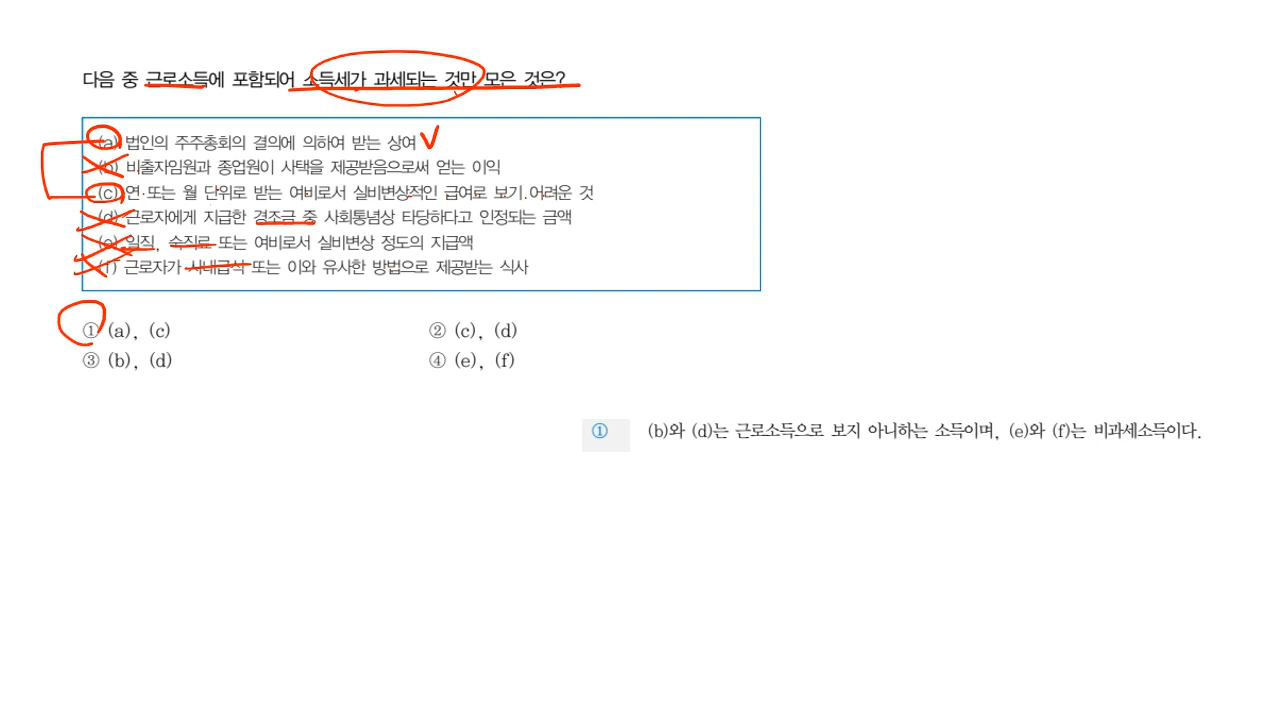 다음 중 근로소득에 포함되어 소득세가 과세되는 것만 모은 것은?
(a) 법인의 주주총회의 결의에 의하여 받는 상여
(b) 비출자임원과 종업원이 사택을 제공받음으로써 얻는 이익
(c) 연·또는 월 단위로 받는 여비로서 실비변상적인 급여로 보기 어려운 것
(d) 근로자에게 지급한 경조금 중 사회통념상 타당하다고 인정되는 금액
(e) 일직, 숙직료 또는 여비로서 실비변상 정도의 지급액
(f) 근로자가 사내급식 또는 이와 유사한 방법으로 제공받는 식사
① (a), (c)
② (c), (d)
③ (b), (d)
④ (e), (f)
① (b)와 (d)는 근로소득으로 보지 아니하는 소득이며, (e)와 (f)는 비과세소득이다.